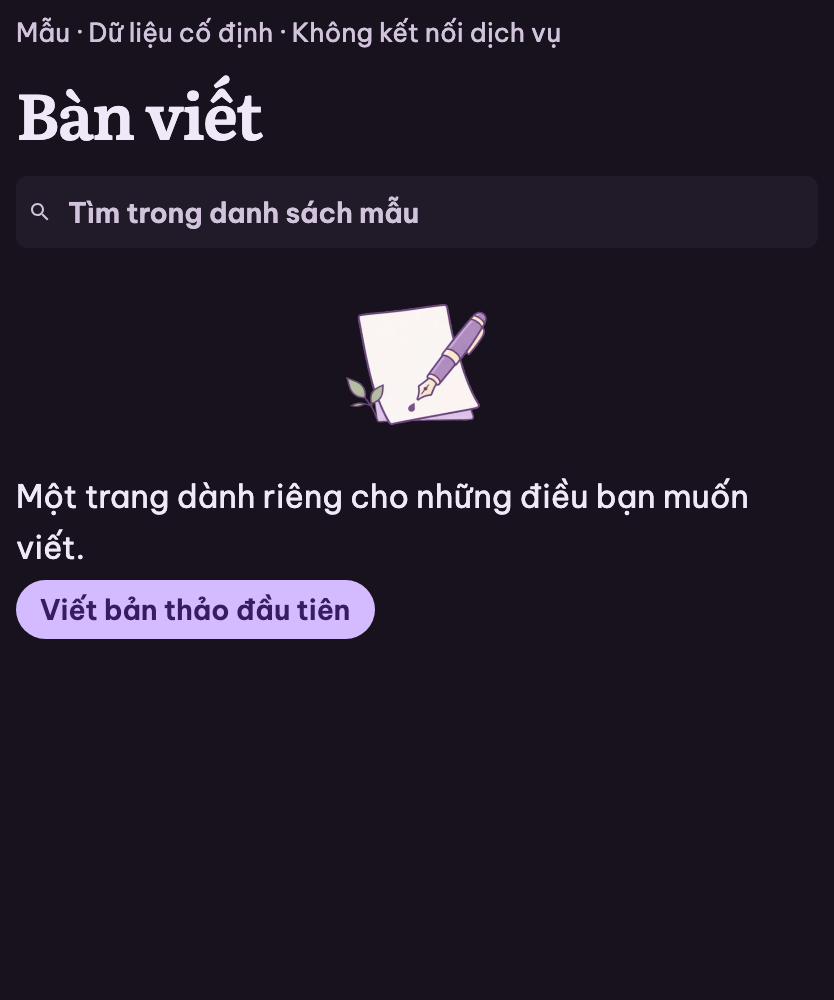 Mẫu · Dữ liệu cố định · Không kết nối dịch vụ
Bàn viết
Tìm trong danh sách mẫu
Một trang dành riêng cho những điều bạn muốn
viết.
Viết bản thảo đầu tiên